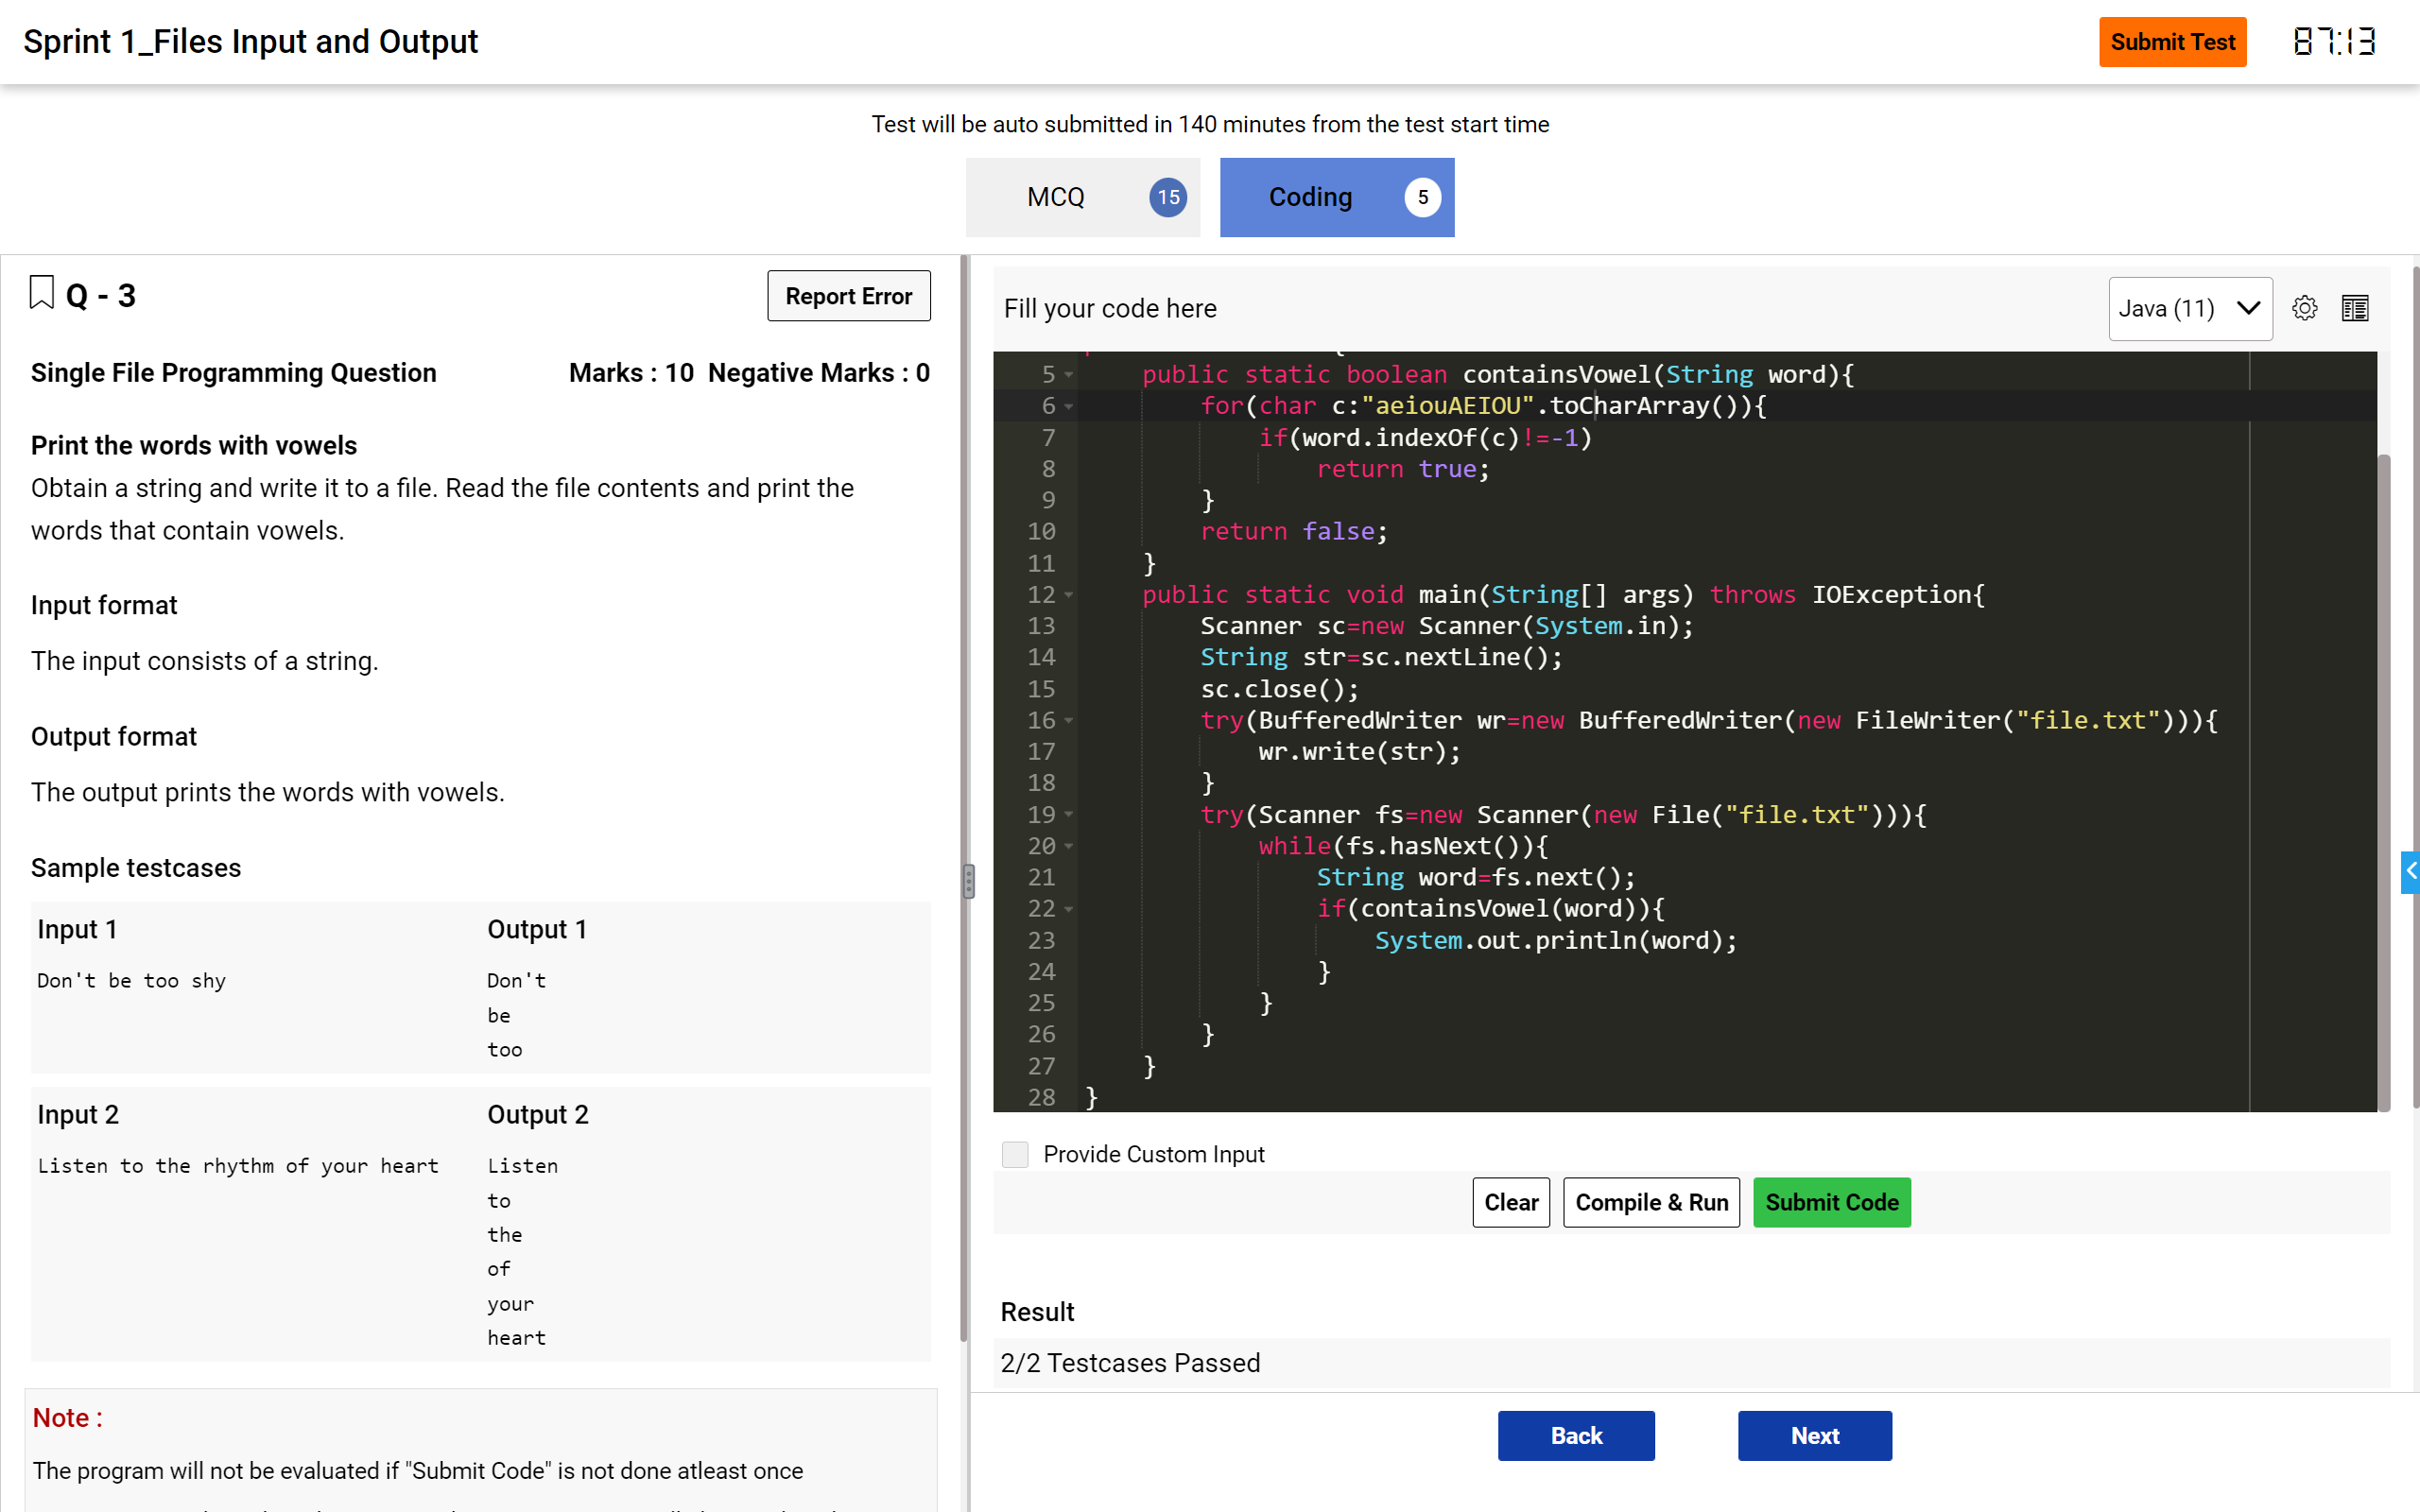 Sprint 1_Files Input and Output
Submit Test
87:13
Test will be auto submitted in 140 minutes from the test start time
MCQ 15
Coding 5
Q - 3
Report Error
Single File Programming Question
Marks : 10 Negative Marks : 0
Print the words with vowels
Obtain a string and write it to a file. Read the file contents and print the
words that contain vowels.
Input format
The input consists of a string.
Output format
The output prints the words with vowels.
Sample testcases
Input 1
Output 1
Don't be too shy
Don't
be
too
Input 2
Output 2
Listen to the rhythm of your heart
Listen
to
the
of
your
heart
Note :
The program will not be evaluated if "Submit Code" is not done atleast once
Fill your code here
Java (11)
5 public static boolean containsVowel(String word){
6 for(char c:"aeiouAEIOU".toCharArray()){
7 if(word.indexOf(c)!=-1)
8 return true;
9 }
10 return false;
11 }
12 public static void main(String[] args) throws IOException{
13 Scanner sc=new Scanner(System.in);
14 String str=sc.nextLine();
15 sc.close();
16 try(BufferedWriter wr=new BufferedWriter(new FileWriter("file.txt"))){
17 wr.write(str);
18 }
19 try(Scanner fs=new Scanner(new File("file.txt"))){
20 while(fs.hasNext()){
21 String word=fs.next();
22 if(containsVowel(word)){
23 System.out.println(word);
24 }
25 }
26 }
27 }
28 }
Provide Custom Input
Clear
Compile & Run
Submit Code
Result
2/2 Testcases Passed
Back
Next